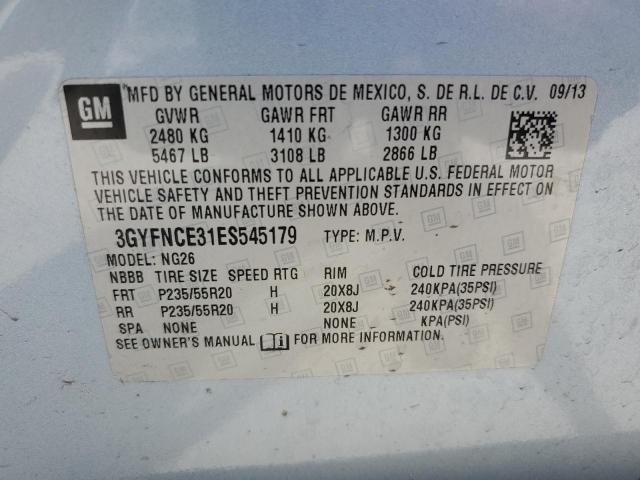 GM
MFD BY GENERAL MOTORS DE MEXICO, S. DE R.L. DE C.V. 09/13
GVWR GAWR FRT GAWR RR
2480 KG 1410 KG 1300 KG
5467 LB 3108 LB 2866 LB
THIS VEHICLE CONFORMS TO ALL APPLICABLE U.S. FEDERAL MOTOR
VEHICLE SAFETY AND THEFT PREVENTION STANDARDS IN EFFECT ON
THE DATE OF MANUFACTURE SHOWN ABOVE.
3GYFNCE31ES545179 TYPE: M.P.V.
MODEL: NG26
NBBB TIRE SIZE SPEED RTG RIM COLD TIRE PRESSURE
FRT P235/55R20 H 20X8J 240KPA(35PSI)
RR P235/55R20 H 20X8J 240KPA(35PSI)
SPA NONE NONE KPA(PSI)
SEE OWNER'S MANUAL FOR MORE INFORMATION.